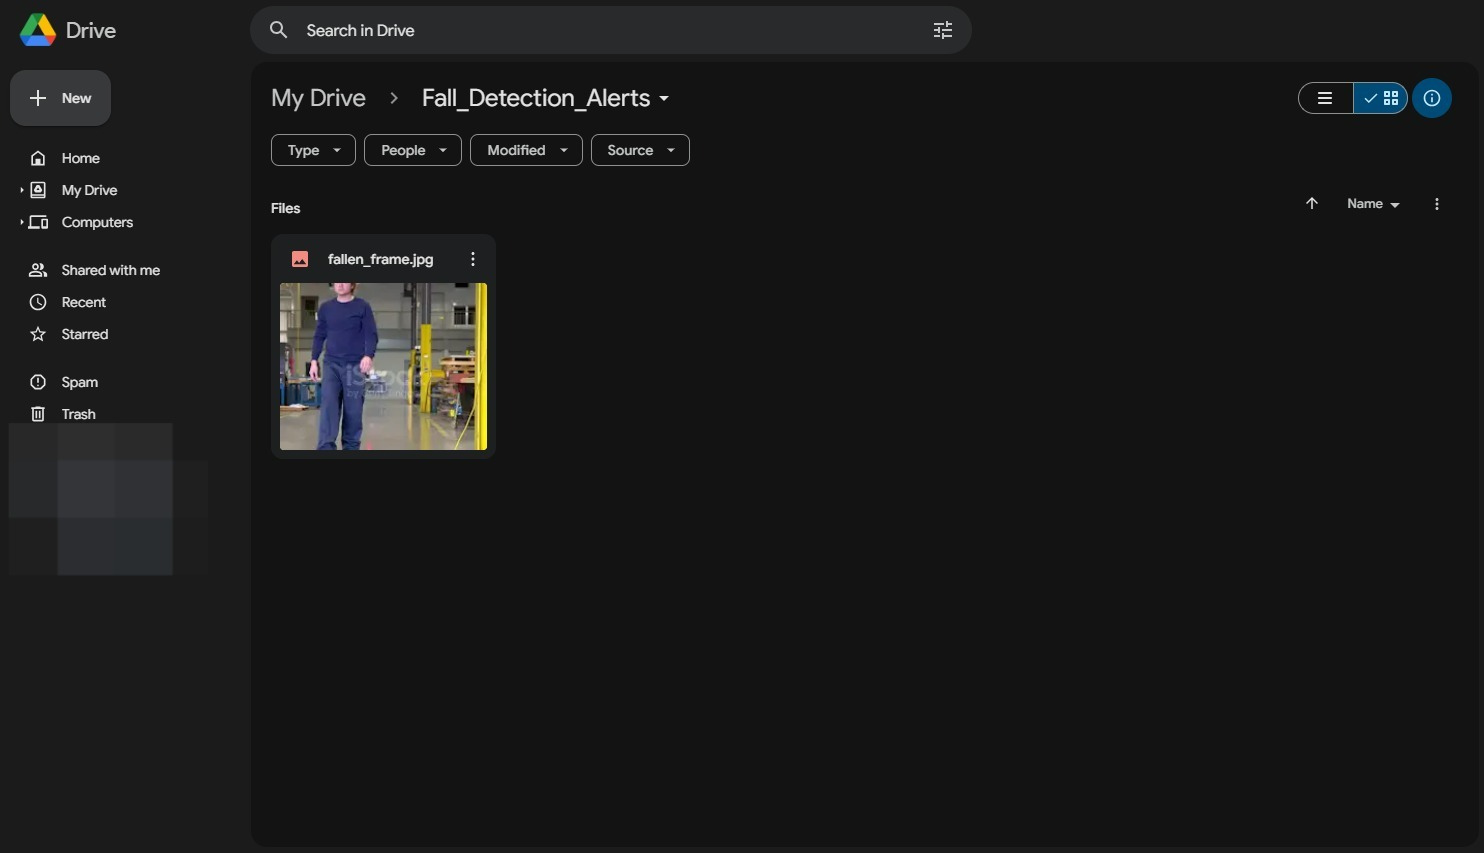 Drive
Search in Drive
New
My Drive
Fall_Detection_Alerts
Type
People
Modified
Source
Home
My Drive
Computers
Shared with me
Recent
Starred
Spam
Trash
Files
Name
fallen_frame.jpg
iStock